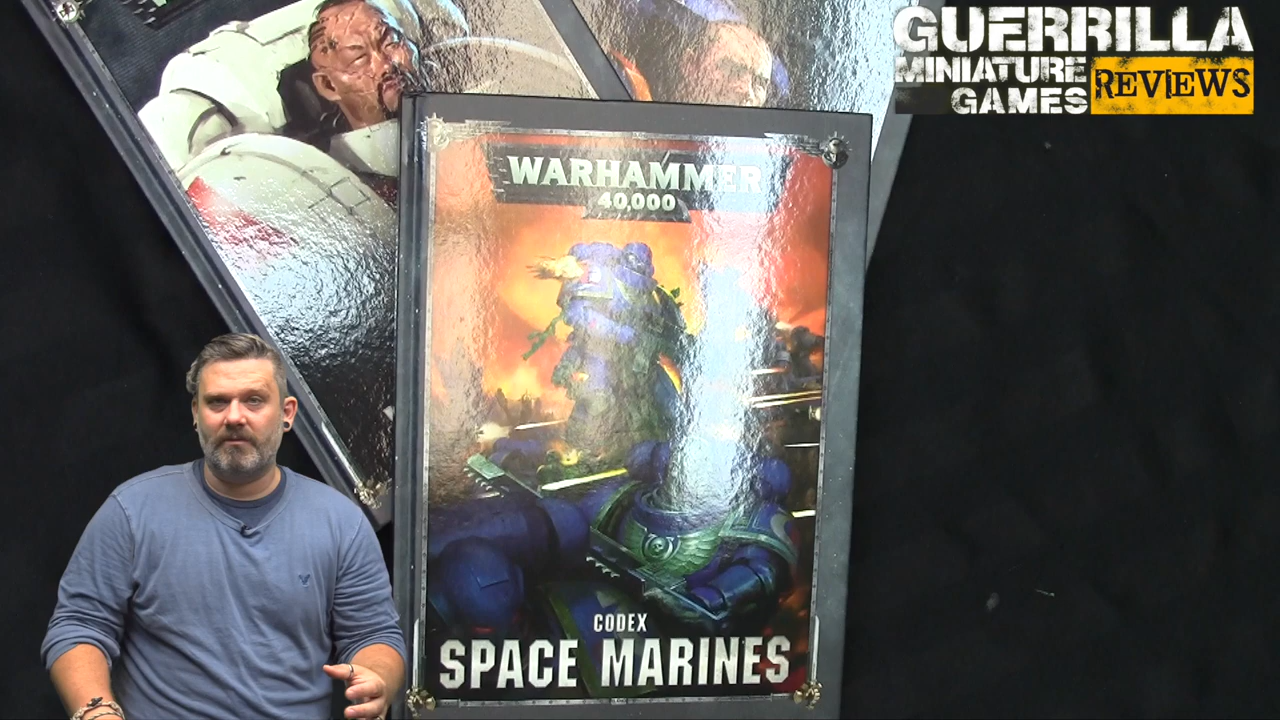 GUERRILLA
MINIATURE
GAMES
REVIEWS
WARHAMMER
40,000
CODEX
SPACE MARINES